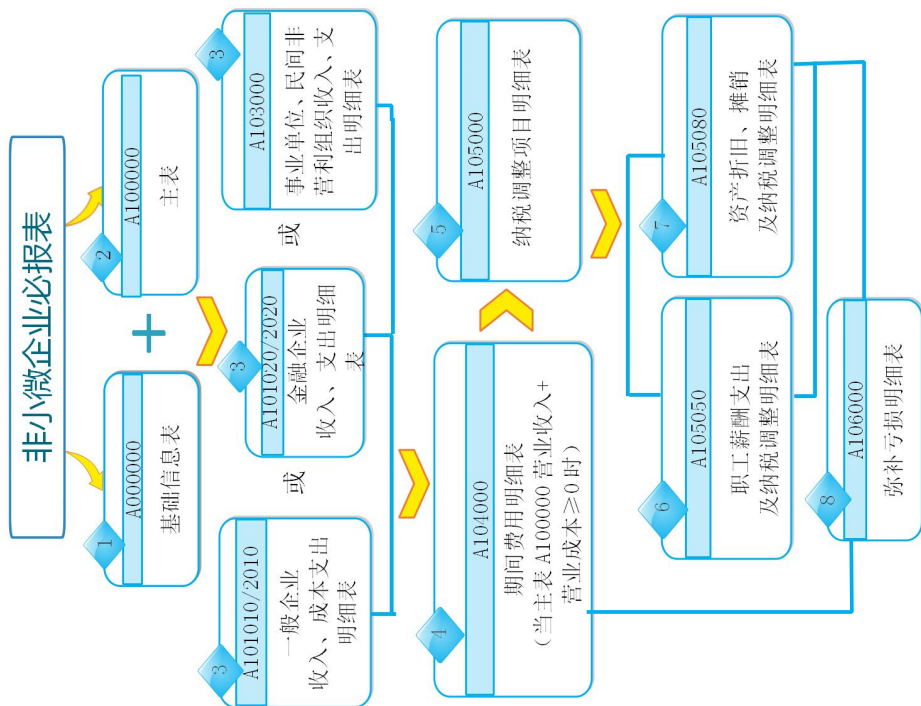 非小微企业必报表
1
A000000
基础信息表
+
2
A100000
主表
3
A101010/2010
一般企业
收入、成本支出
明细表
或
3
A101020/2020
金融企业
收入、支出明细
表
或
3
A103000
事业单位、民间非
营利组织收入、支
出明细表
4
A104000
期间费用明细表
（当主表 A100000 营业收入+
营业成本≥0 时）
5
A105000
纳税调整项目明细表
6
A105050
职工薪酬支出
及纳税调整明细表
7
A105080
资产折旧、摊销
及纳税调整明细表
8
A106000
弥补亏损明细表